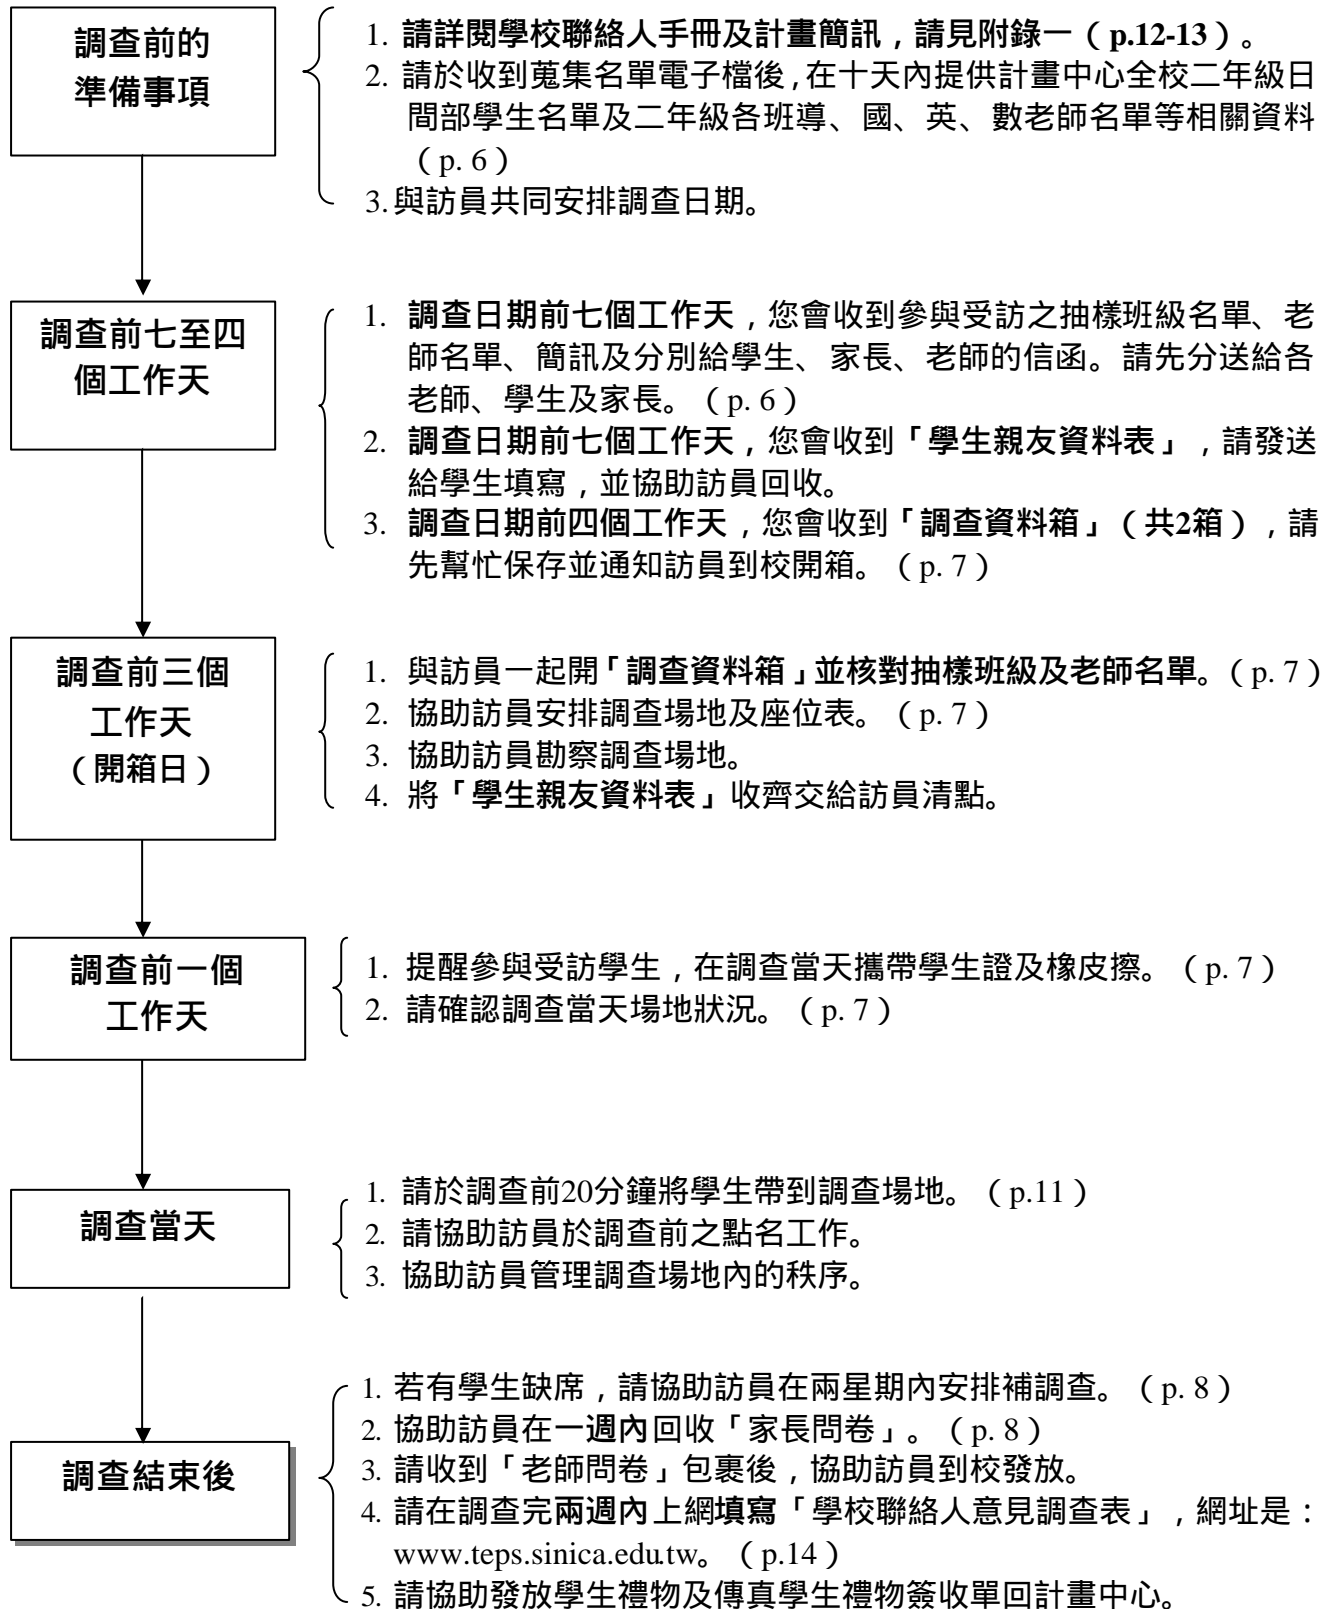 調查前的
準備事項
1. 請詳閱學校聯絡人手冊及計畫簡訊，請見附錄一（p.12-13）。
2. 請於收到蒐集名單電子檔後，在十天內提供計畫中心全校二年級日
間部學生名單及二年級各班導、國、英、數老師名單等相關資料
（p. 6）
3. 與訪員共同安排調查日期。
調查前七至四
個工作天
1. 調查日期前七個工作天，您會收到參與受訪之抽樣班級名單、老
師名單、簡訊及分別給學生、家長、老師的信函。請先分送給各
老師、學生及家長。（p. 6）
2. 調查日期前七個工作天，您會收到「學生親友資料表」，請發送
給學生填寫，並協助訪員回收。
3. 調查日期前四個工作天，您會收到「調查資料箱」（共2箱），請
先幫忙保存並通知訪員到校開箱。（p. 7）
調查前三個
工作天
（開箱日）
1. 與訪員一起開「調查資料箱」並核對抽樣班級及老師名單。（p. 7）
2. 協助訪員安排調查場地及座位表。（p. 7）
3. 協助訪員勘察調查場地。
4. 將「學生親友資料表」收齊交給訪員清點。
調查前一個
工作天
1. 提醒參與受訪學生，在調查當天攜帶學生證及橡皮擦。（p. 7）
2. 請確認調查當天場地狀況。（p. 7）
調查當天
1. 請於調查前20分鐘將學生帶到調查場地。（p.11）
2. 請協助訪員於調查前之點名工作。
3. 協助訪員管理調查場地內的秩序。
調查結束後
1. 若有學生缺席，請協助訪員在兩星期內安排補調查。（p. 8）
2. 協助訪員在一週內回收「家長問卷」。（p. 8）
3. 請收到「老師問卷」包裹後，協助訪員到校發放。
4. 請在調查完兩週內上網填寫「學校聯絡人意見調查表」，網址是：
www.teps.sinica.edu.tw。（p.14）
5. 請協助發放學生禮物及傳真學生禮物簽收單回計畫中心。